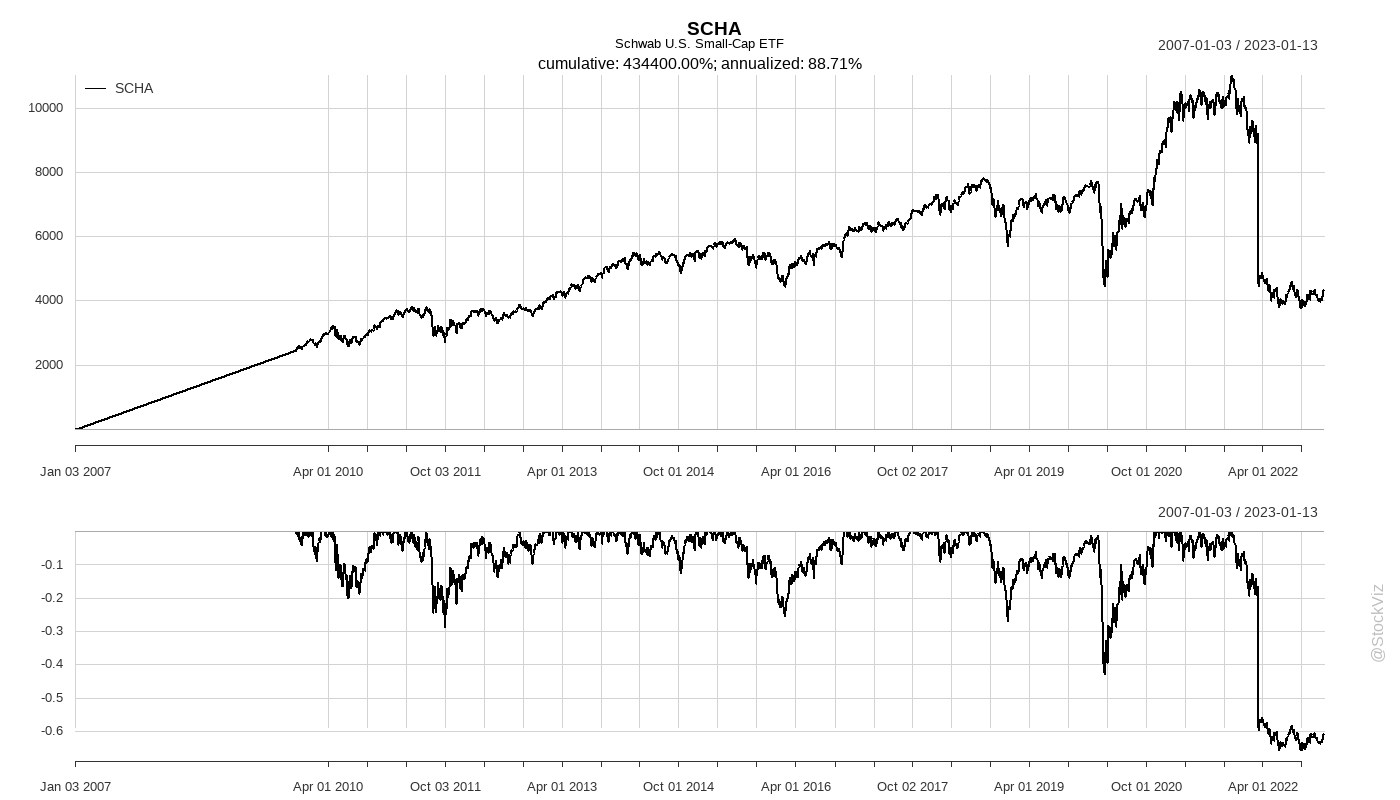 SCHA
Schwab U.S. Small-Cap ETF
2007-01-03 / 2023-01-13
cumulative: 434400.00%; annualized: 88.71%
SCHA
10000
8000
6000
4000
2000
Jan 03 2007 Apr 01 2010 Oct 03 2011 Apr 01 2013 Oct 01 2014 Apr 01 2016 Oct 02 2017 Apr 01 2019 Oct 01 2020 Apr 01 2022
2007-01-03 / 2023-01-13
-0.1
-0.2
-0.3
-0.4
-0.5
-0.6
Jan 03 2007 Apr 01 2010 Oct 03 2011 Apr 01 2013 Oct 01 2014 Apr 01 2016 Oct 02 2017 Apr 01 2019 Oct 01 2020 Apr 01 2022
@StockViz